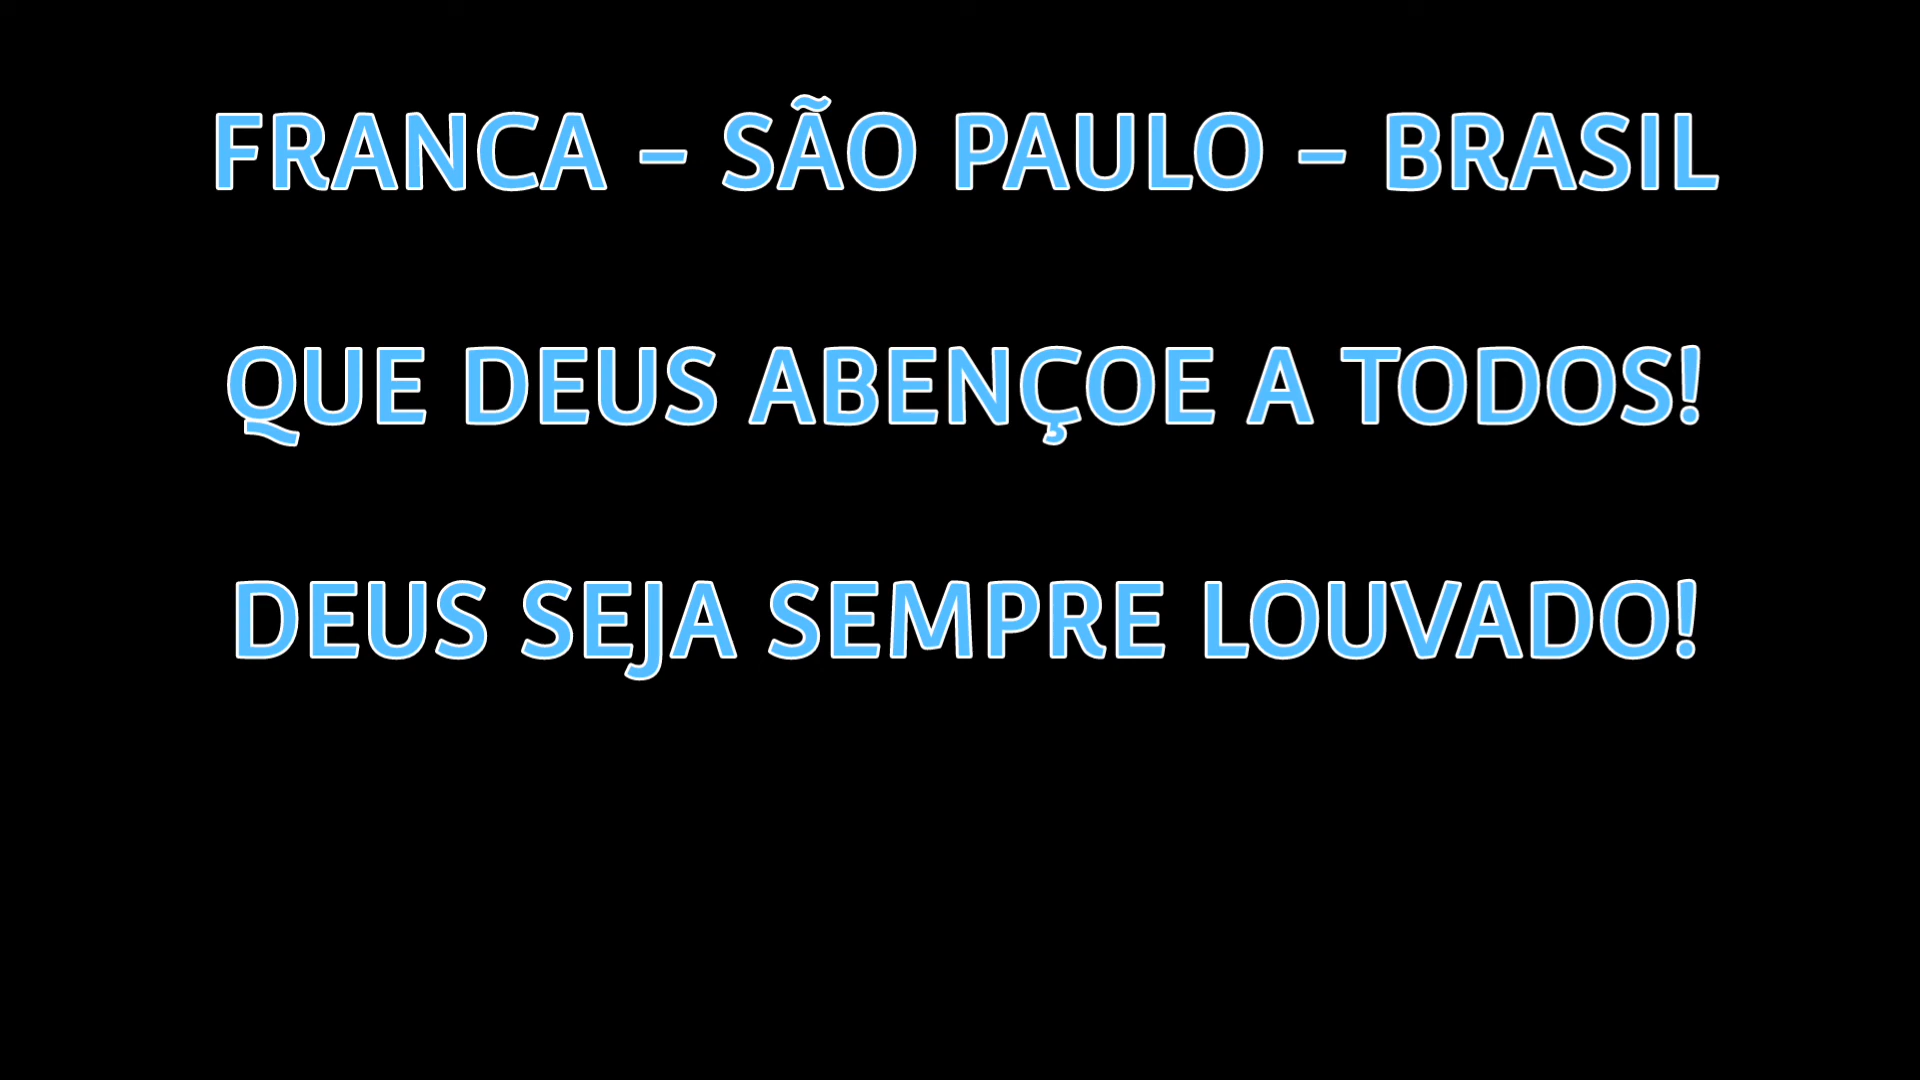 FRANCA – SÃO PAULO – BRASIL
QUE DEUS ABENÇOE A TODOS!
DEUS SEJA SEMPRE LOUVADO!